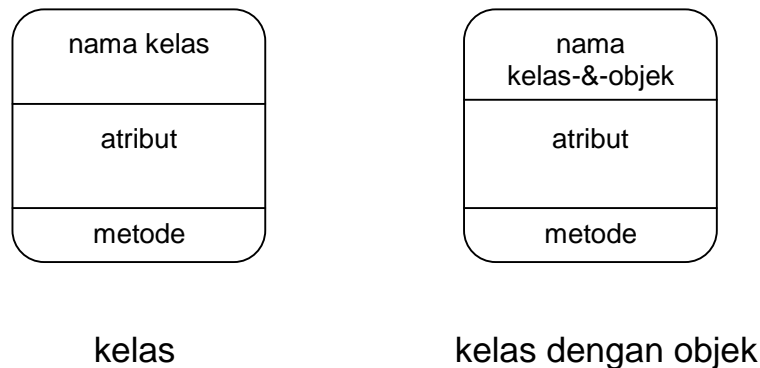 nama kelas
atribut
metode
kelas
nama
kelas-&-objek
atribut
metode
kelas dengan objek